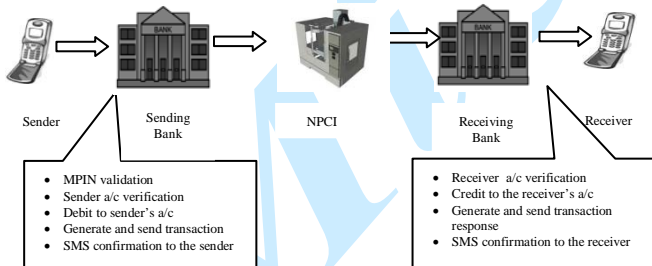 BANK
BANK
Sender
Sending
Bank
NPCI
Receiving
Bank
Receiver
• MPIN validation
• Sender a/c verification
• Debit to sender's a/c
• Generate and send transaction
• SMS confirmation to the sender
• Receiver a/c verification
• Credit to the receiver's a/c
• Generate and send transaction
response
• SMS confirmation to the receiver